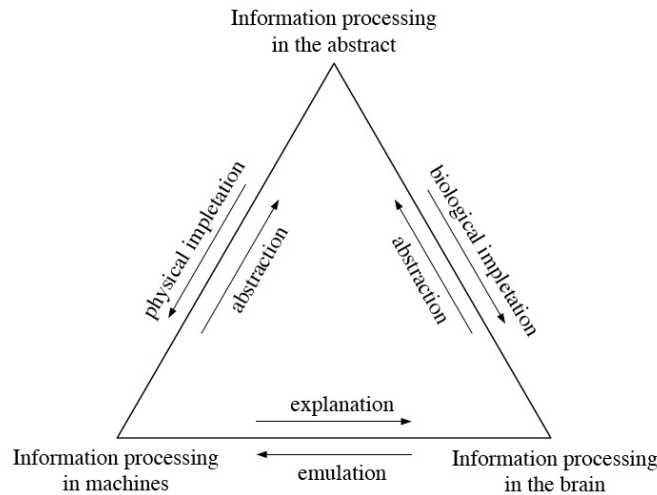 Information processing
in the abstract
physical impletation
abstraction
abstraction
biological impletation
explanation
emulation
Information processing
in machines
Information processing
in the brain